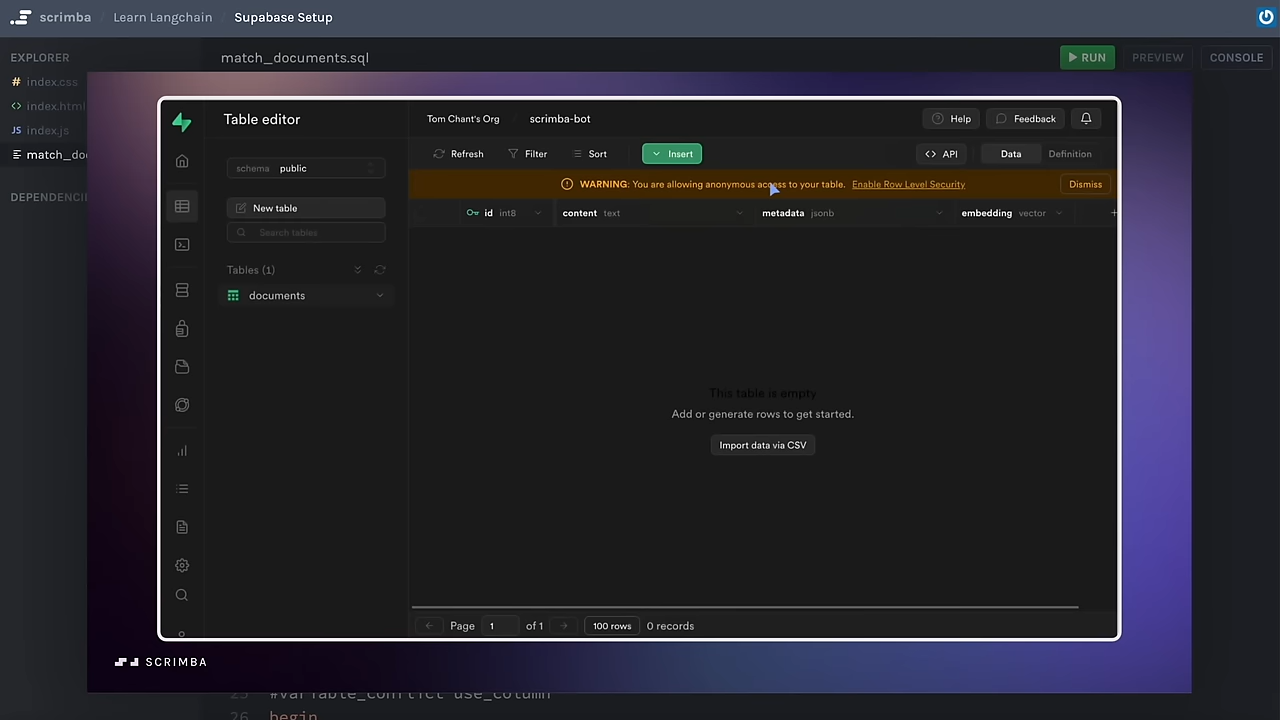 scrimba / Learn Langchain / Supabase Setup
EXPLORER
match_documents.sql
RUN
PREVIEW
CONSOLE
# index.css
<> index.html
JS index.js
match_do
DEPENDENCI
Table editor
Tom Chant's Org / scrimba-bot
Help
Feedback
schema public
Refresh
Filter
Sort
Insert
<> API
Data
Definition
WARNING: You are allowing anonymous access to your table. Enable Row Level Security
Dismiss
New table
Search tables
id int8
content text
metadata jsonb
embedding vector
+
Tables (1)
documents
This table is empty
Add or generate rows to get started.
Import data via CSV
Page 1 of 1
100 rows
0 records
SCRIMBA
25 #variable_conflict use_column
26 begin